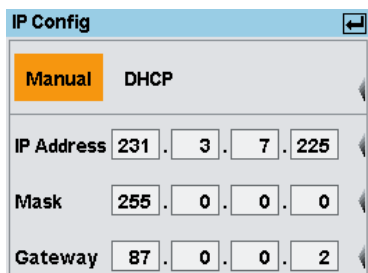 IP Config
Manual DHCP
IP Address 231 . 3 . 7 . 225
Mask 255 . 0 . 0 . 0
Gateway 87 . 0 . 0 . 2